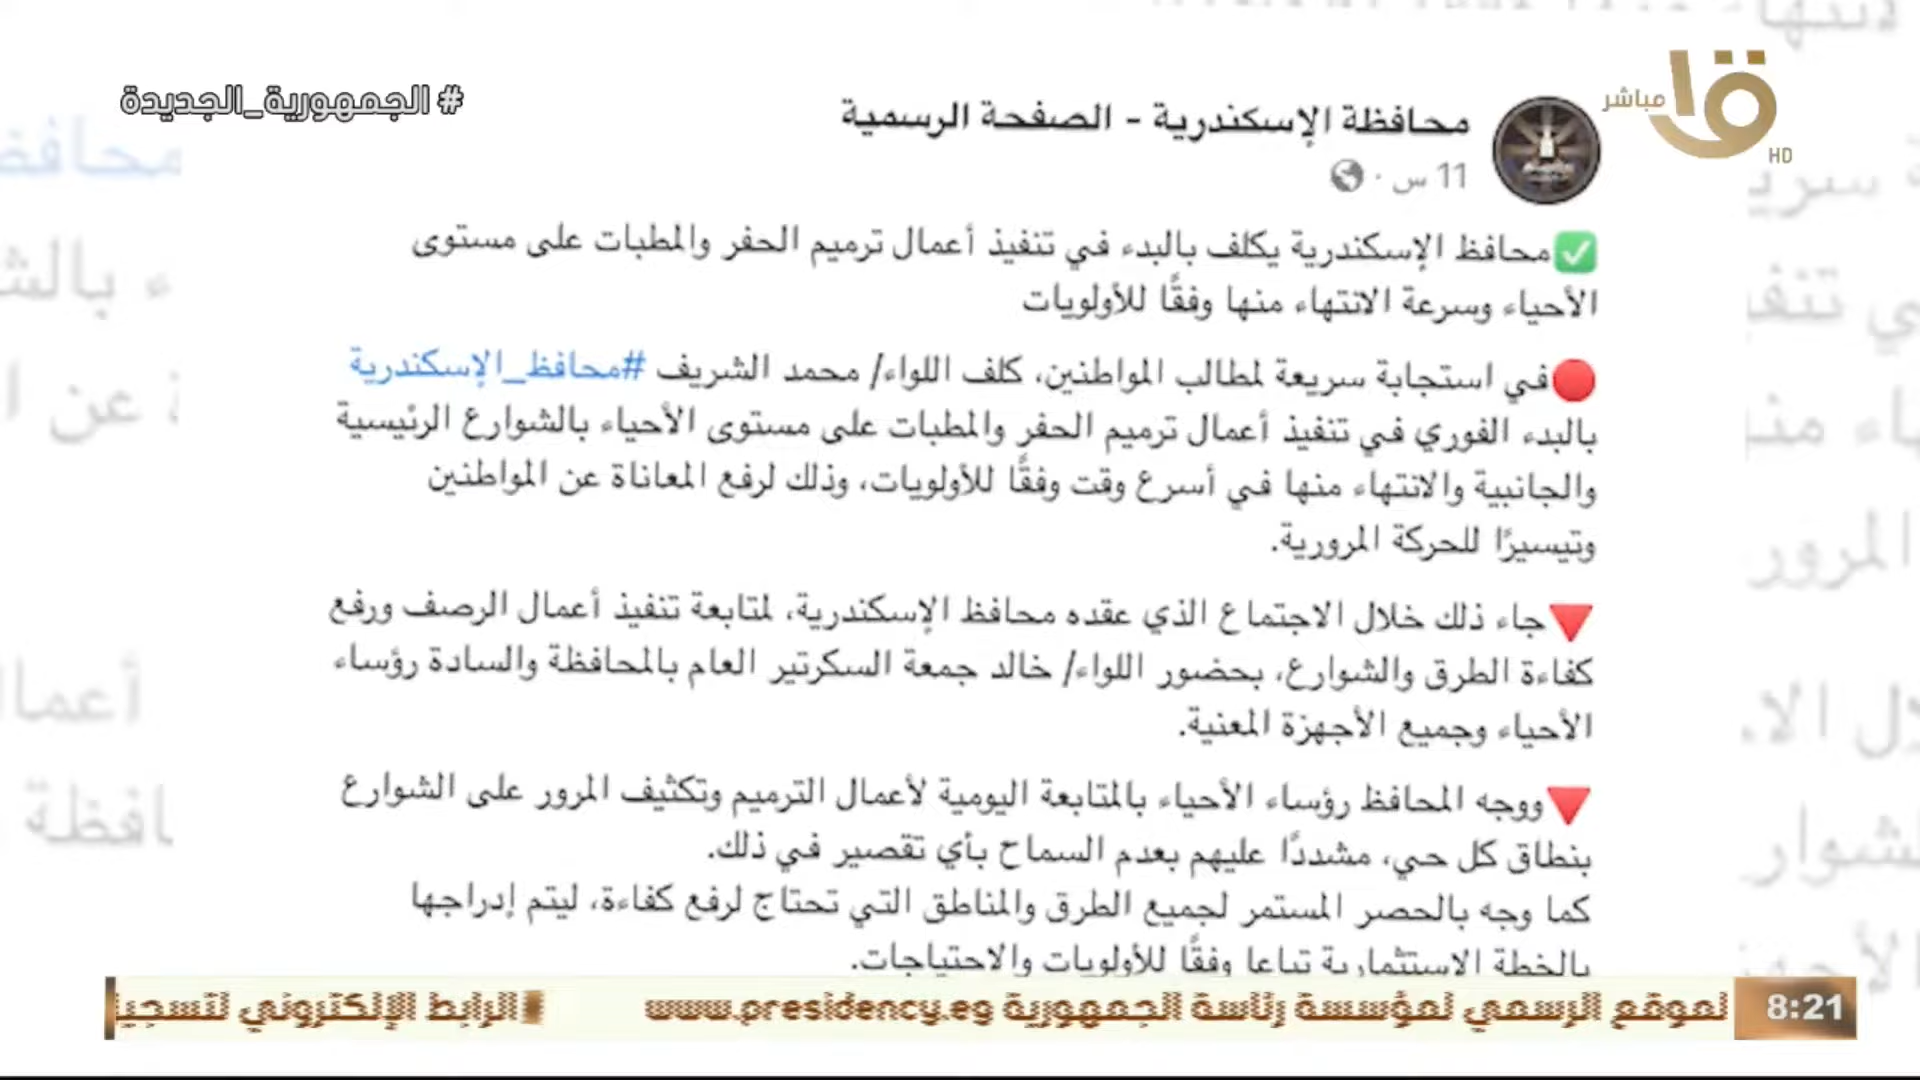 # الجمهورية_الجديدة
مباشر
HD
محافظة الإسكندرية - الصفحة الرسمية
11 س ·
✅محافظ الإسكندرية يكلف بالبدء في تنفيذ أعمال ترميم الحفر والمطبات على مستوى
الأحياء وسرعة الانتهاء منها وفقًا للأولويات
🔴في استجابة سريعة لمطالب المواطنين، كلف اللواء/ محمد الشريف #محافظ_الإسكندرية
بالبدء الفوري في تنفيذ أعمال ترميم الحفر والمطبات على مستوى الأحياء بالشوارع الرئيسية
والجانبية والانتهاء منها في أسرع وقت وفقًا للأولويات، وذلك لرفع المعاناة عن المواطنين
وتيسيرًا للحركة المرورية.
🔻جاء ذلك خلال الاجتماع الذي عقده محافظ الإسكندرية، لمتابعة تنفيذ أعمال الرصف ورفع
كفاءة الطرق والشوارع، بحضور اللواء/ خالد جمعة السكرتير العام بالمحافظة والسادة رؤساء
الأحياء وجميع الأجهزة المعنية.
🔻ووجه المحافظ رؤساء الأحياء بالمتابعة اليومية لأعمال الترميم وتكثيف المرور على الشوارع
بنطاق كل حي، مشددًا عليهم بعدم السماح بأي تقصير في ذلك.
كما وجه بالحصر المستمر لجميع الطرق والمناطق التي تحتاج لرفع كفاءة، ليتم إدراجها
بالخطة الاستثمارية تباعا وفقًا للأولويات والاحتياجات.
8:21
لموقع الرسمي لمؤسسة رئاسة الجمهورية www.presidency.eg
الرابط الإلكتروني لتسجي